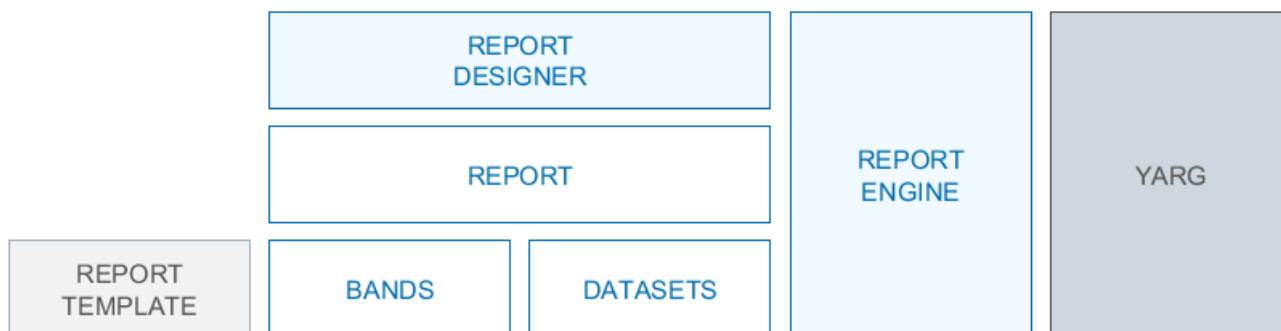 REPORT
DESIGNER
REPORT
REPORT
ENGINE
YARG
REPORT
TEMPLATE
BANDS
DATASETS